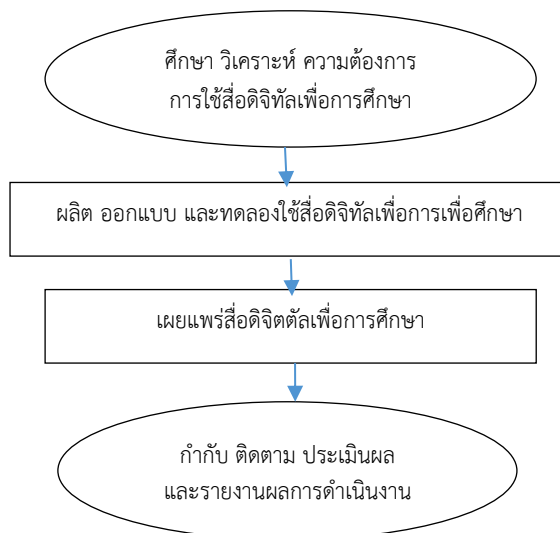 ศึกษา วิเคราะห์ ความต้องการ
การใช้สื่อดิจิทัลเพื่อการศึกษา
ผลิต ออกแบบ และทดลองใช้สื่อดิจิทัลเพื่อการเพื่อศึกษา
เผยแพร่สื่อดิจิตตัลเพื่อการศึกษา
กำกับ ติดตาม ประเมินผล
และรายงานผลการดำเนินงาน